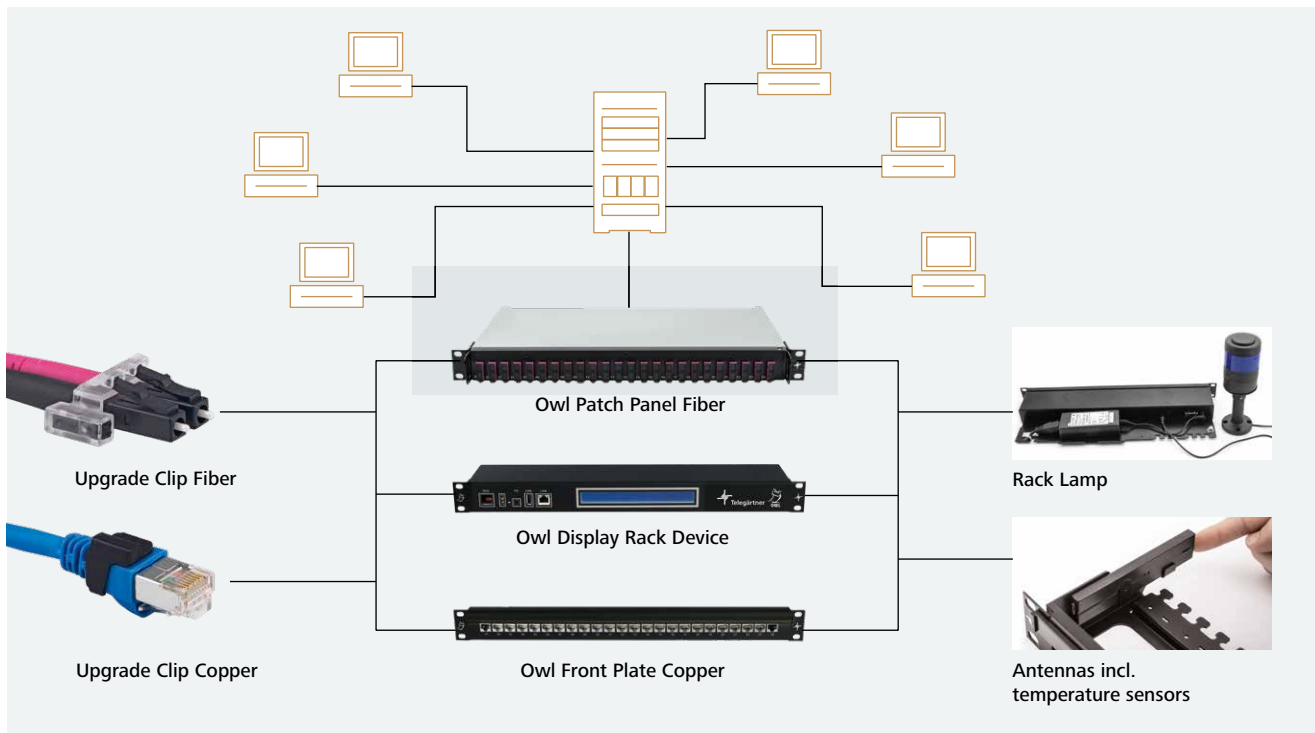 Owl Patch Panel Fiber
Upgrade Clip Fiber
Rack Lamp
Telegärtner
OWL
Owl Display Rack Device
Upgrade Clip Copper
Owl Front Plate Copper
Antennas incl.
temperature sensors